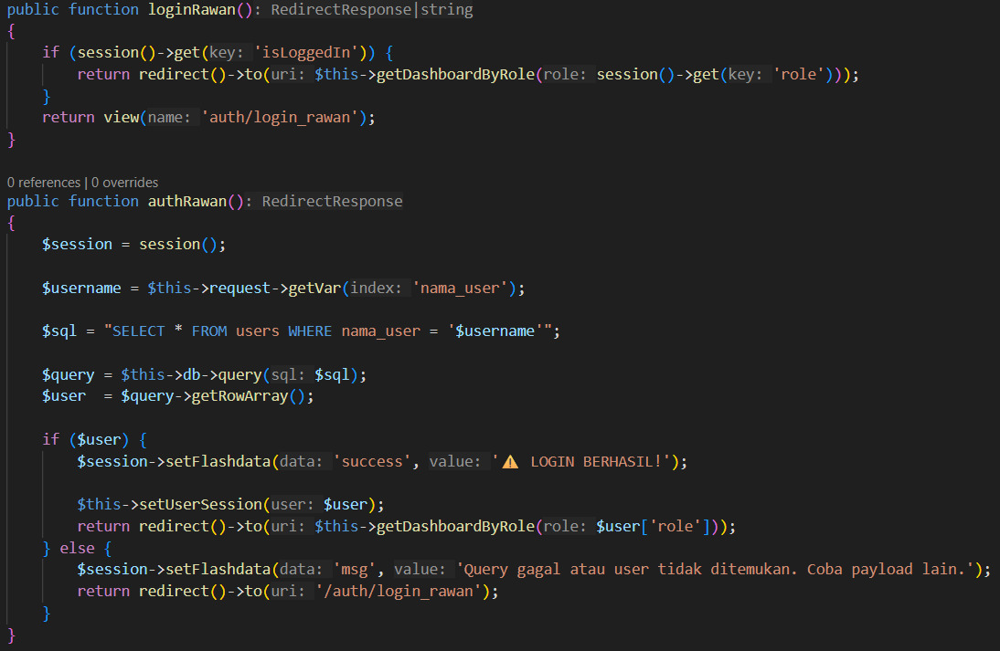 public function loginRawan(): RedirectResponse|string
{
    if (session()->get(key: 'isLoggedIn')) {
        return redirect()->to(uri: $this->getDashboardByRole(role: session()->get(key: 'role')));
    }
    return view(name: 'auth/login_rawan');
}
0 references | 0 overrides
public function authRawan(): RedirectResponse
{
    $session = session();
    $username = $this->request->getVar(index: 'nama_user');
    $sql = "SELECT * FROM users WHERE nama_user = '$username'";
    $query = $this->db->query(sql: $sql);
    $user  = $query->getRowArray();
    if ($user) {
        $session->setFlashdata(data: 'success', value: '⚠️ LOGIN BERHASIL!');
        $this->setUserSession(user: $user);
        return redirect()->to(uri: $this->getDashboardByRole(role: $user['role']));
    } else {
        $session->setFlashdata(data: 'msg', value: 'Query gagal atau user tidak ditemukan. Coba payload lain.');
        return redirect()->to(uri: '/auth/login_rawan');
    }
}